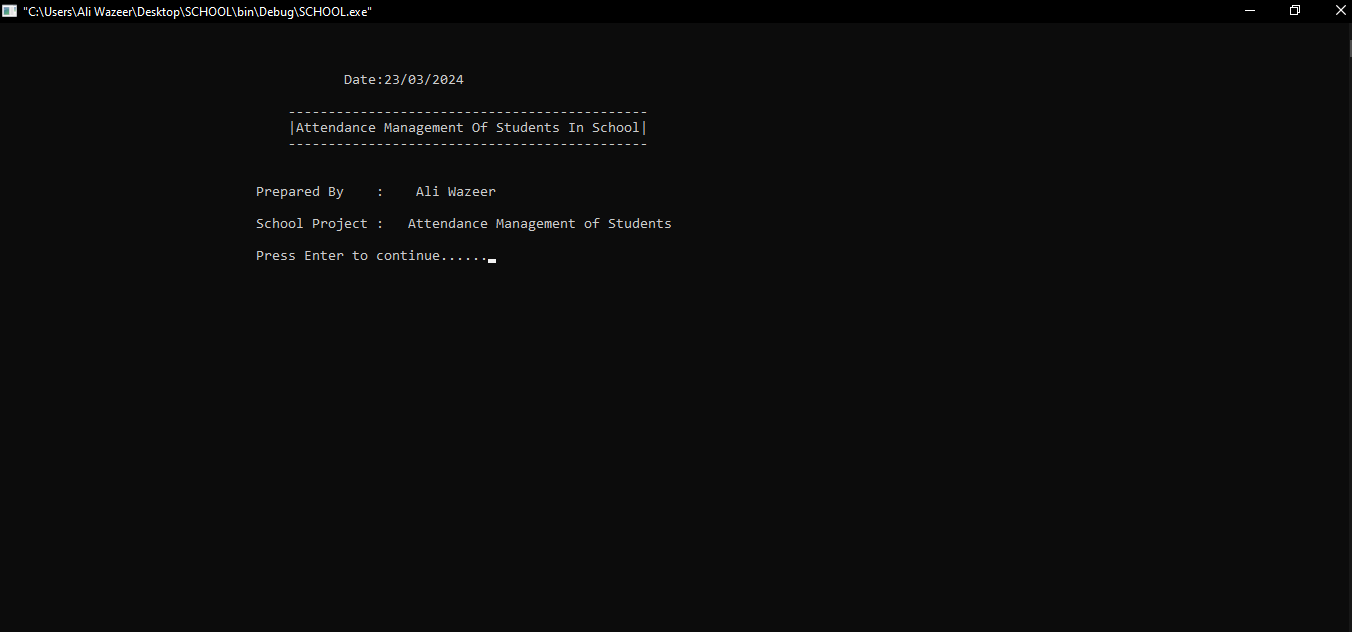 "C:\Users\Ali Wazeer\Desktop\SCHOOL\bin\Debug\SCHOOL.exe"
Date:23/03/2024
---------------------------------------------
|Attendance Management Of Students In School|
---------------------------------------------
Prepared By    :    Ali Wazeer
School Project :   Attendance Management of Students
Press Enter to continue......